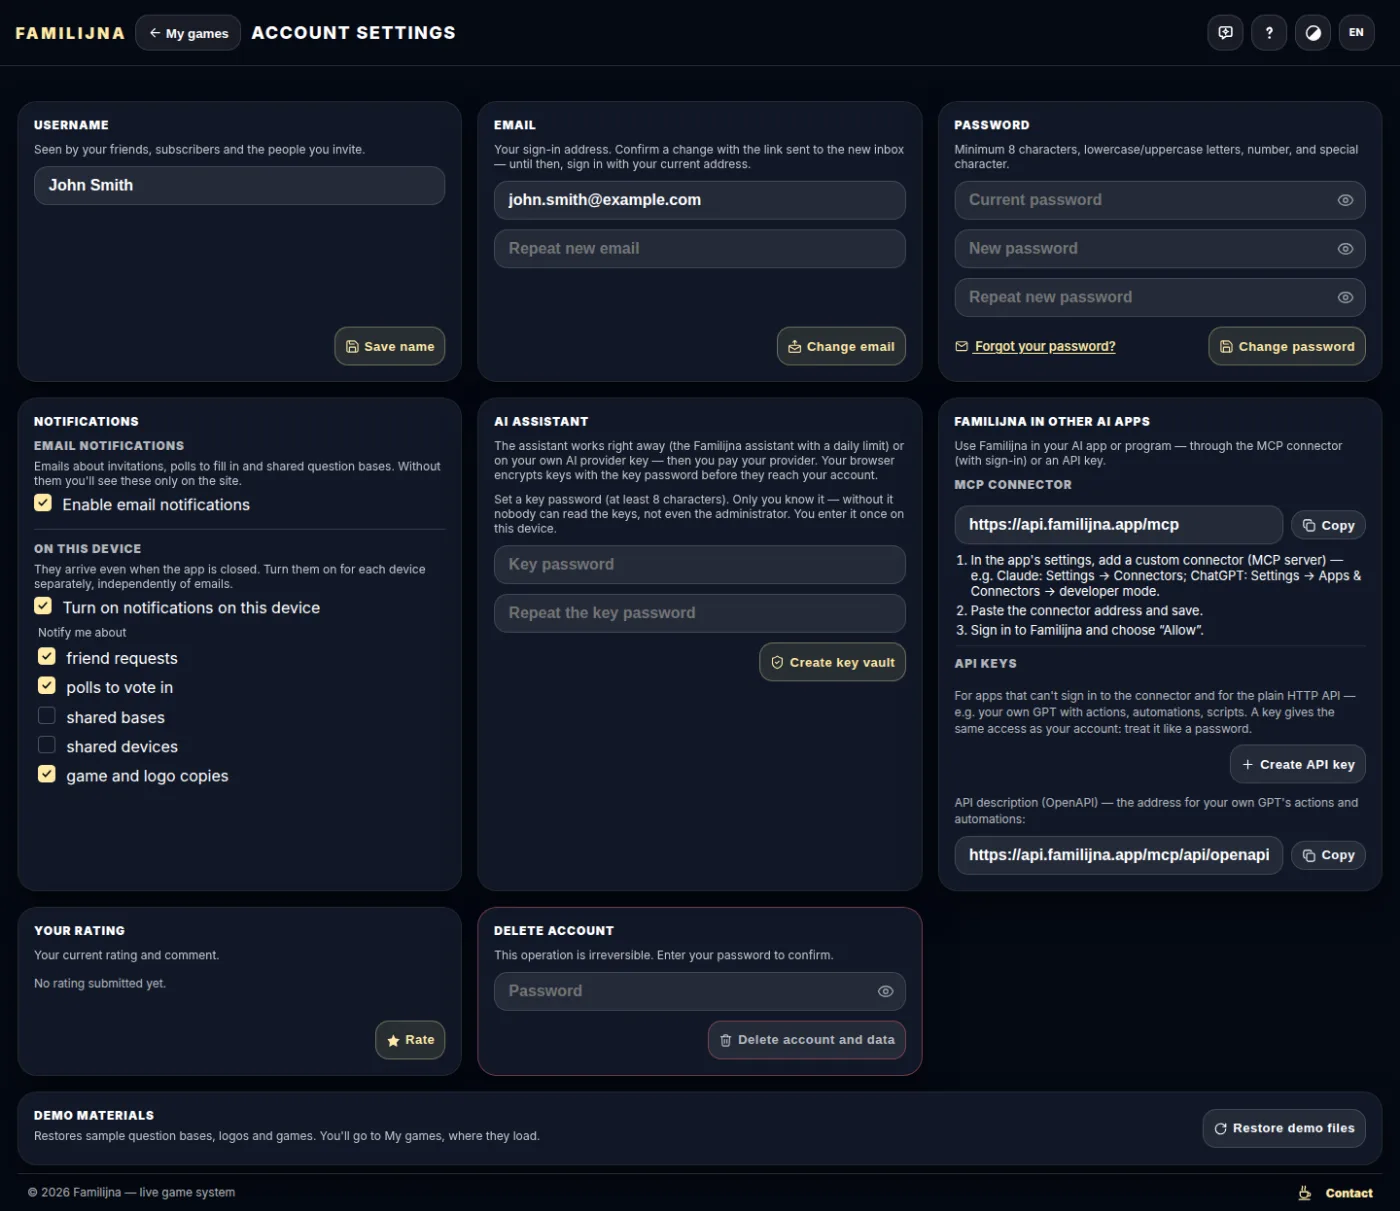 FAMILIJNA
← My games
ACCOUNT SETTINGS
?
EN
USERNAME
Seen by your friends, subscribers and the people you invite.
John Smith
Save name
EMAIL
Your sign-in address. Confirm a change with the link sent to the new inbox
— until then, sign in with your current address.
john.smith@example.com
Repeat new email
Change email
PASSWORD
Minimum 8 characters, lowercase/uppercase letters, number, and special
character.
Current password
New password
Repeat new password
Forgot your password?
Change password
NOTIFICATIONS
EMAIL NOTIFICATIONS
Emails about invitations, polls to fill in and shared question bases. Without
them you'll see these only on the site.
Enable email notifications
ON THIS DEVICE
They arrive even when the app is closed. Turn them on for each device
separately, independently of emails.
Turn on notifications on this device
Notify me about
friend requests
polls to vote in
shared bases
shared devices
game and logo copies
AI ASSISTANT
The assistant works right away (the Familijna assistant with a daily limit) or
on your own AI provider key — then you pay your provider. Your browser
encrypts keys with the key password before they reach your account.
Set a key password (at least 8 characters). Only you know it — without it
nobody can read the keys, not even the administrator. You enter it once on
this device.
Key password
Repeat the key password
Create key vault
FAMILIJNA IN OTHER AI APPS
Use Familijna in your AI app or program — through the MCP connector
(with sign-in) or an API key.
MCP CONNECTOR
https://api.familijna.app/mcp
Copy
1. In the app's settings, add a custom connector (MCP server) —
e.g. Claude: Settings → Connectors; ChatGPT: Settings → Apps &
Connectors → developer mode.
2. Paste the connector address and save.
3. Sign in to Familijna and choose “Allow”.
API KEYS
For apps that can't sign in to the connector and for the plain HTTP API —
e.g. your own GPT with actions, automations, scripts. A key gives the
same access as your account: treat it like a password.
+ Create API key
API description (OpenAPI) — the address for your own GPT's actions and
automations:
https://api.familijna.app/mcp/api/openapi
Copy
YOUR RATING
Your current rating and comment.
No rating submitted yet.
Rate
DELETE ACCOUNT
This operation is irreversible. Enter your password to confirm.
Password
Delete account and data
DEMO MATERIALS
Restores sample question bases, logos and games. You'll go to My games, where they load.
Restore demo files
© 2026 Familijna — live game system
Contact